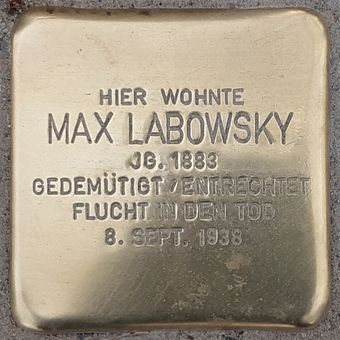 HIER WOHNTE
MAX LABOWSKY
JG. 1883
GEDEMÜTIGT / ENTRECHTET
FLUCHT IN DEN TOD
8. SEPT. 1938